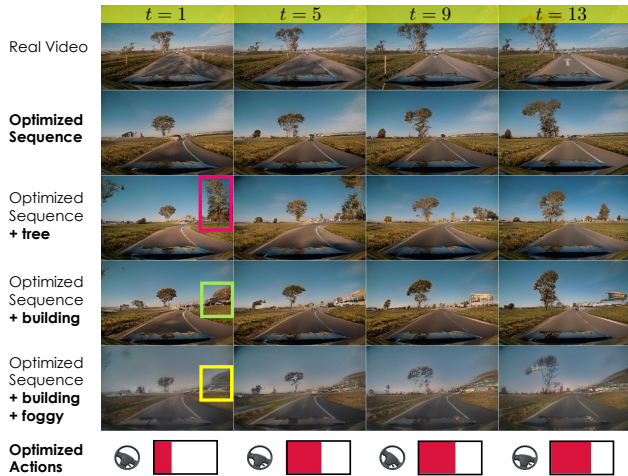 t = 1 t = 5 t = 9 t = 13
Real Video
Optimized
Sequence
Optimized
Sequence
+ tree
Optimized
Sequence
+ building
Optimized
Sequence
+ building
+ foggy
Optimized
Actions